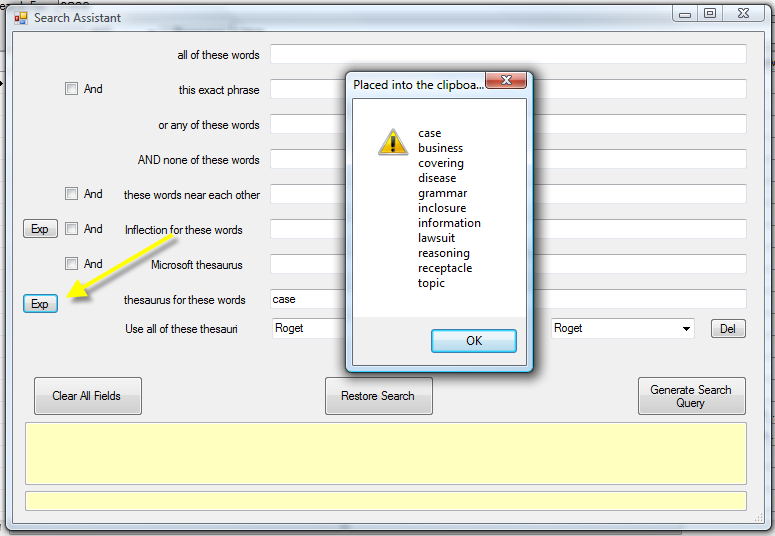 Search Assistant
all of these words
And this exact phrase
or any of these words
AND none of these words
And these words near each other
Exp And Inflection for these words
And Microsoft thesaurus
Exp thesaurus for these words case
Use all of these thesauri Roget Roget Del
Clear All Fields Restore Search Generate Search
Query
Placed into the clipboa...
case
business
covering
disease
grammar
inclosure
information
lawsuit
reasoning
receptacle
topic
OK